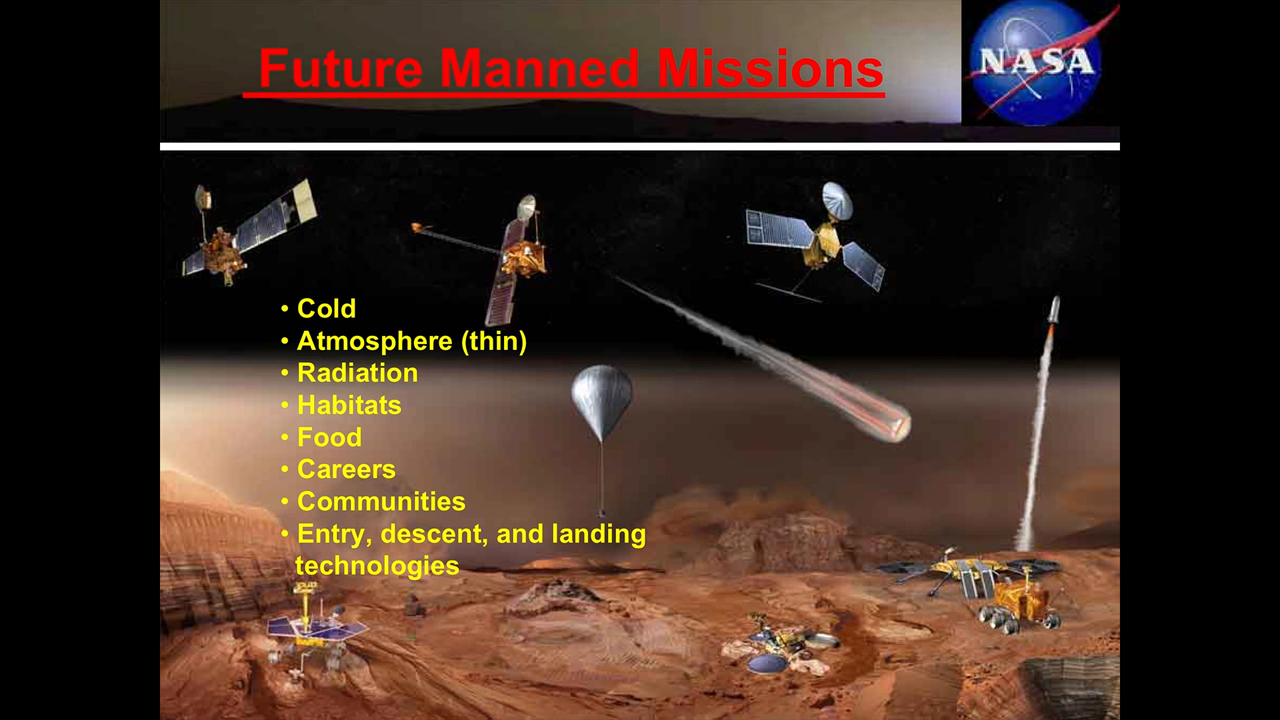 Future Manned Missions
NASA
• Cold
• Atmosphere (thin)
• Radiation
• Habitats
• Food
• Careers
• Communities
• Entry, descent, and landing
technologies